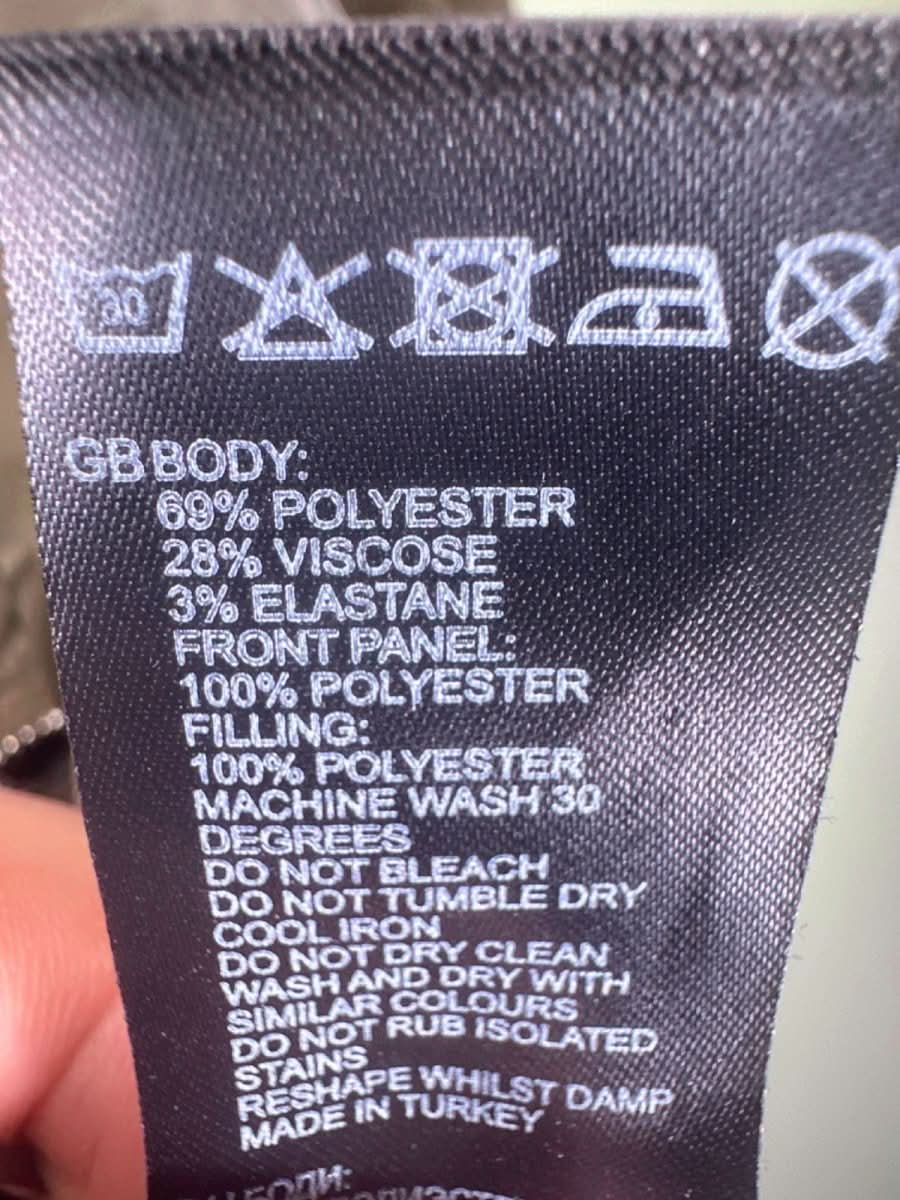 30
GB BODY:
69% POLYESTER
28% VISCOSE
3% ELASTANE
FRONT PANEL:
100% POLYESTER
FILLING:
100% POLYESTER
MACHINE WASH 30
DEGREES
DO NOT BLEACH
DO NOT TUMBLE DRY
COOL IRON
DO NOT DRY CLEAN
WASH AND DRY WITH
SIMILAR COLOURS
DO NOT RUB ISOLATED
STAINS
RESHAPE WHILST DAMP
MADE IN TURKEY